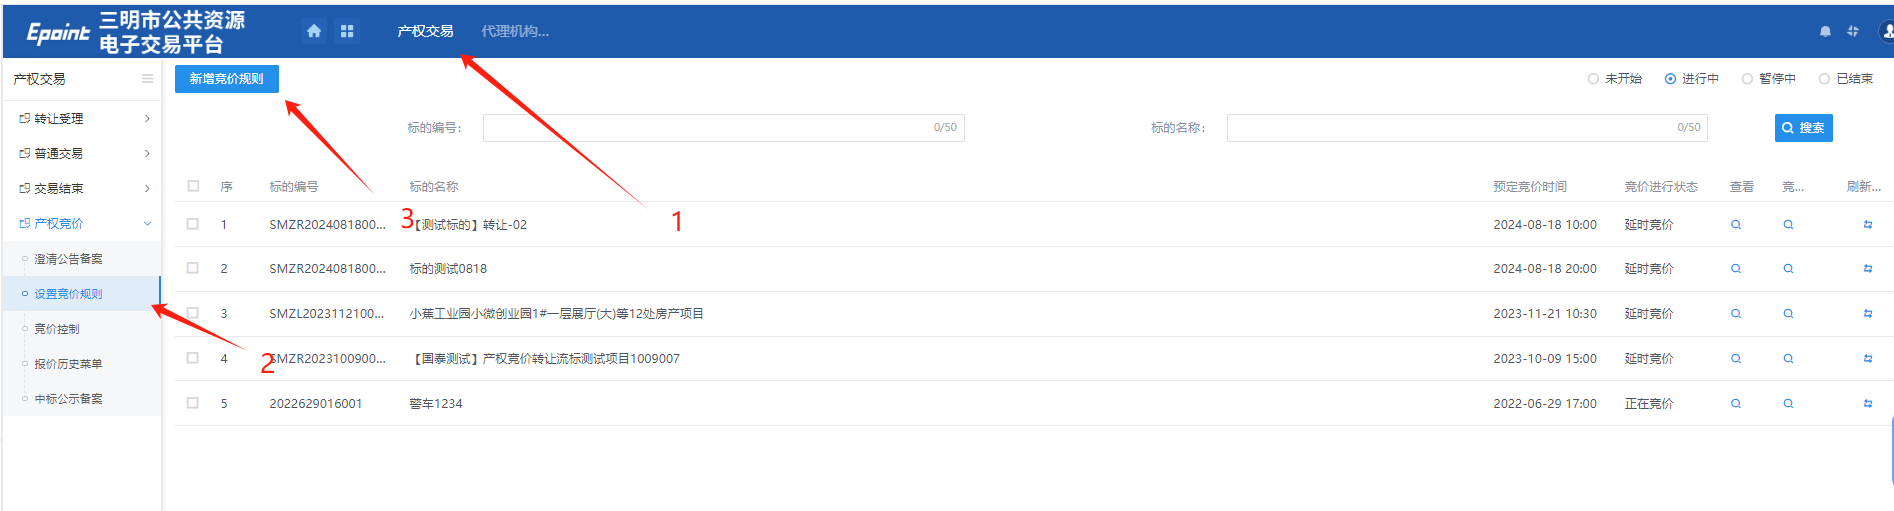 Epoint 三明市公共资源
电子交易平台
产权交易 代理机构...
产权交易
转让受理
普通交易
交易结束
产权竞价
澄清公告备案
设置竞价规则
竞价控制
报价历史菜单
中标公示备案
新增竞价规则
未开始 进行中 暂停中 已结束
标的编号： 0/50 标的名称： 0/50 搜索
序 标的编号 标的名称 预定竞价时间 竞价进行状态 查看 竞... 刷新...
1 SMZR2024081800... 【测试标的】转让-02 2024-08-18 10:00 延时竞价
2 SMZR2024081800... 标的测试0818 2024-08-18 20:00 延时竞价
3 SMZL2023112100... 小蕉工业园小微创业园1#一层展厅(大)等12处房产项目 2023-11-21 10:30 延时竞价
4 SMZR2023100900... 【国泰测试】产权竞价转让流标测试项目1009007 2023-10-09 15:00 延时竞价
5 2022629016001 警车1234 2022-06-29 17:00 正在竞价
1
2
3